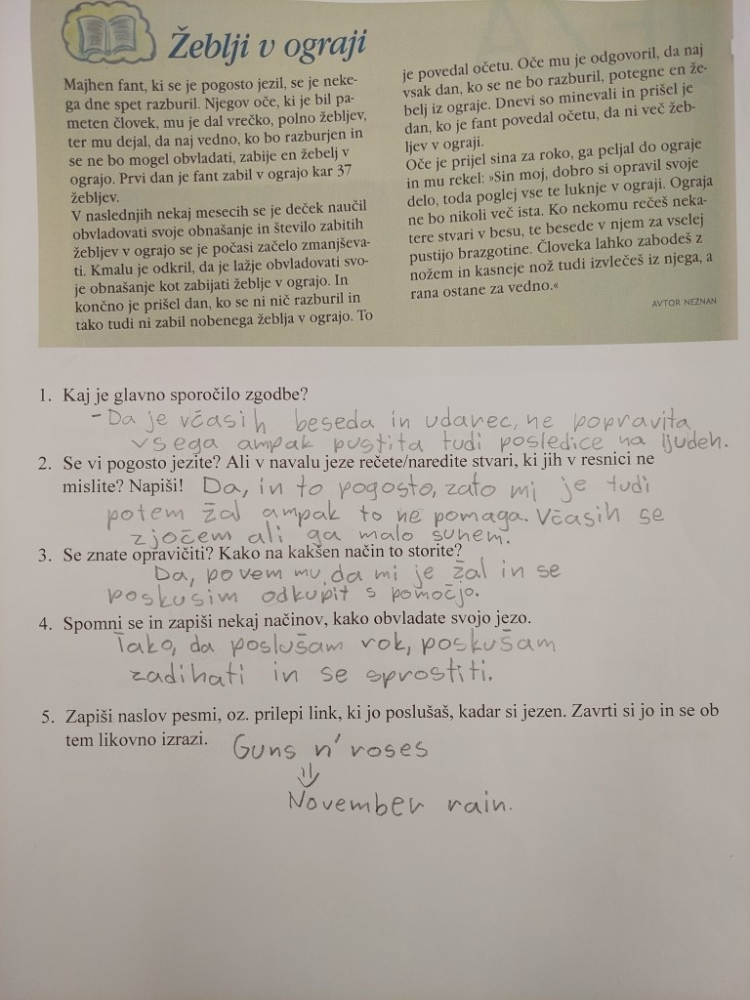 Žeblji v ograji
Majhen fant, ki se je pogosto jezil, se je neke-
ga dne spet razburil. Njegov oče, ki je bil pa-
meten človek, mu je dal vrečko, polno žebljev,
ter mu dejal, da naj vedno, ko bo razburjen in
se ne bo mogel obvladati, zabije en žebelj v
ograjo. Prvi dan je fant zabil v ograjo kar 37
žebljev.
V naslednjih nekaj mesecih se je deček naučil
obvladovati svoje obnašanje in število zabitih
žebljev v ograjo se je počasi začelo zmanjševa-
ti. Kmalu je odkril, da je lažje obvladovati svo-
je obnašanje kot zabijati žeblje v ograjo. In
končno je prišel dan, ko se ni nič razburil in
tako tudi ni zabil nobenega žeblja v ograjo. To
je povedal očetu. Oče mu je odgovoril, da naj
vsak dan, ko se ne bo razburil, potegne en že-
belj iz ograje. Dnevi so minevali in prišel je
dan, ko je fant povedal očetu, da ni več žeb-
ljev v ograji.
Oče je prijel sina za roko, ga peljal do ograje
in mu rekel: »Sin moj, dobro si opravil svoje
delo, toda poglej vse te luknje v ograji. Ograja
ne bo nikoli več ista. Ko nekomu rečeš neka-
tere stvari v besu, te besede v njem za vselej
pustijo brazgotine. Človeka lahko zabodeš z
nožem in kasneje nož tudi izvlečeš iz njega, a
rana ostane za vedno.«
AVTOR NEZNAN
1. Kaj je glavno sporočilo zgodbe?
- Da je včasih beseda in udarec, ne popravita
vsega ampak pustita tudi posledice na ljudeh.
2. Se vi pogosto jezite? Ali v navalu jeze rečete/naredite stvari, ki jih v resnici ne
mislite? Napiši! Da, in to pogosto, zato mi je tudi
potem žal ampak to ne pomaga. Včasih se
zjočem ali ga malo sunem.
3. Se znate opravičiti? Kako na kakšen način to storite?
Da, povem mu, da mi je žal in se
poskusim odkupit s pomočjo.
4. Spomni se in zapiši nekaj načinov, kako obvladate svojo jezo.
Tako, da poslušam rok, poskušam
zadihati in se sprostiti.
5. Zapiši naslov pesmi, oz. prilepi link, ki jo poslušaš, kadar si jezen. Zavrti si jo in se ob
tem likovno izrazi. Guns n' roses
November rain.